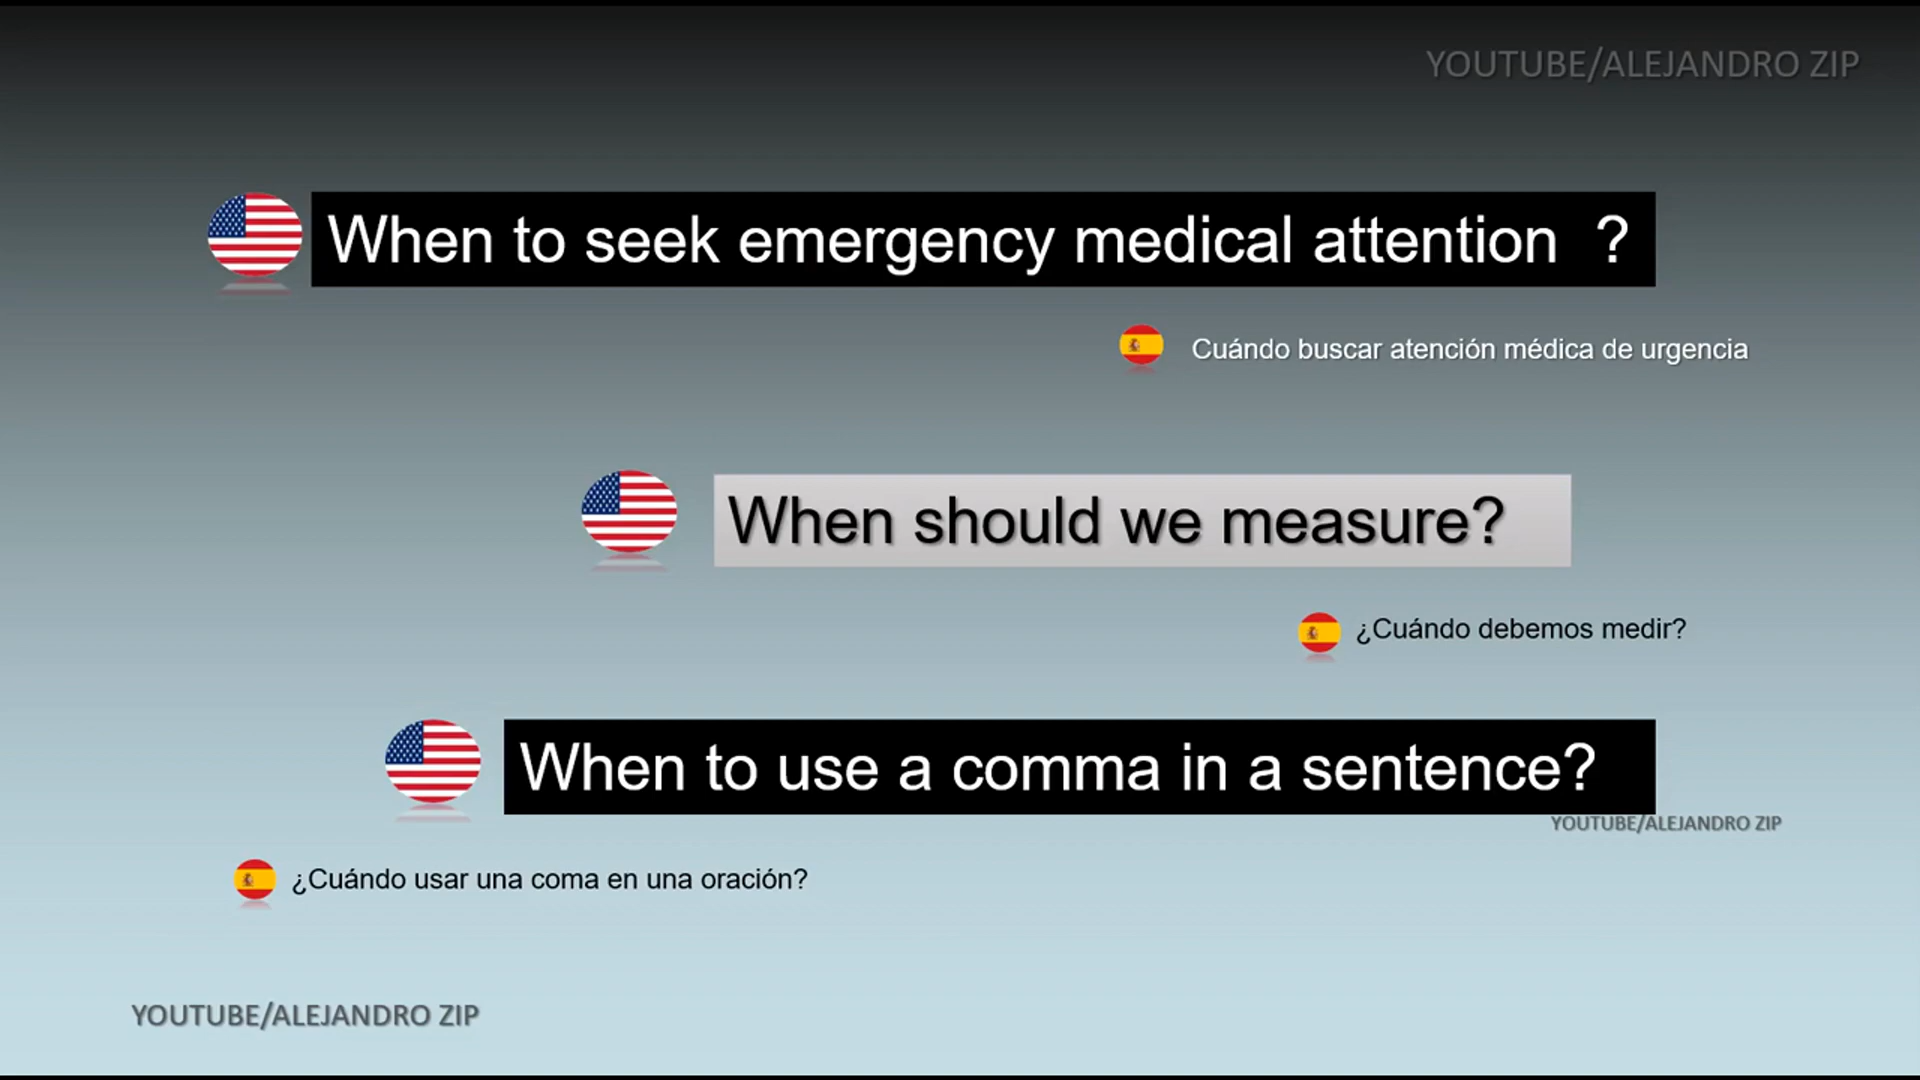 YOUTUBE/ALEJANDRO ZIP
When to seek emergency medical attention  ?
Cuándo buscar atención médica de urgencia
When should we measure?
¿Cuándo debemos medir?
When to use a comma in a sentence?
YOUTUBE/ALEJANDRO ZIP
¿Cuándo usar una coma en una oración?
YOUTUBE/ALEJANDRO ZIP